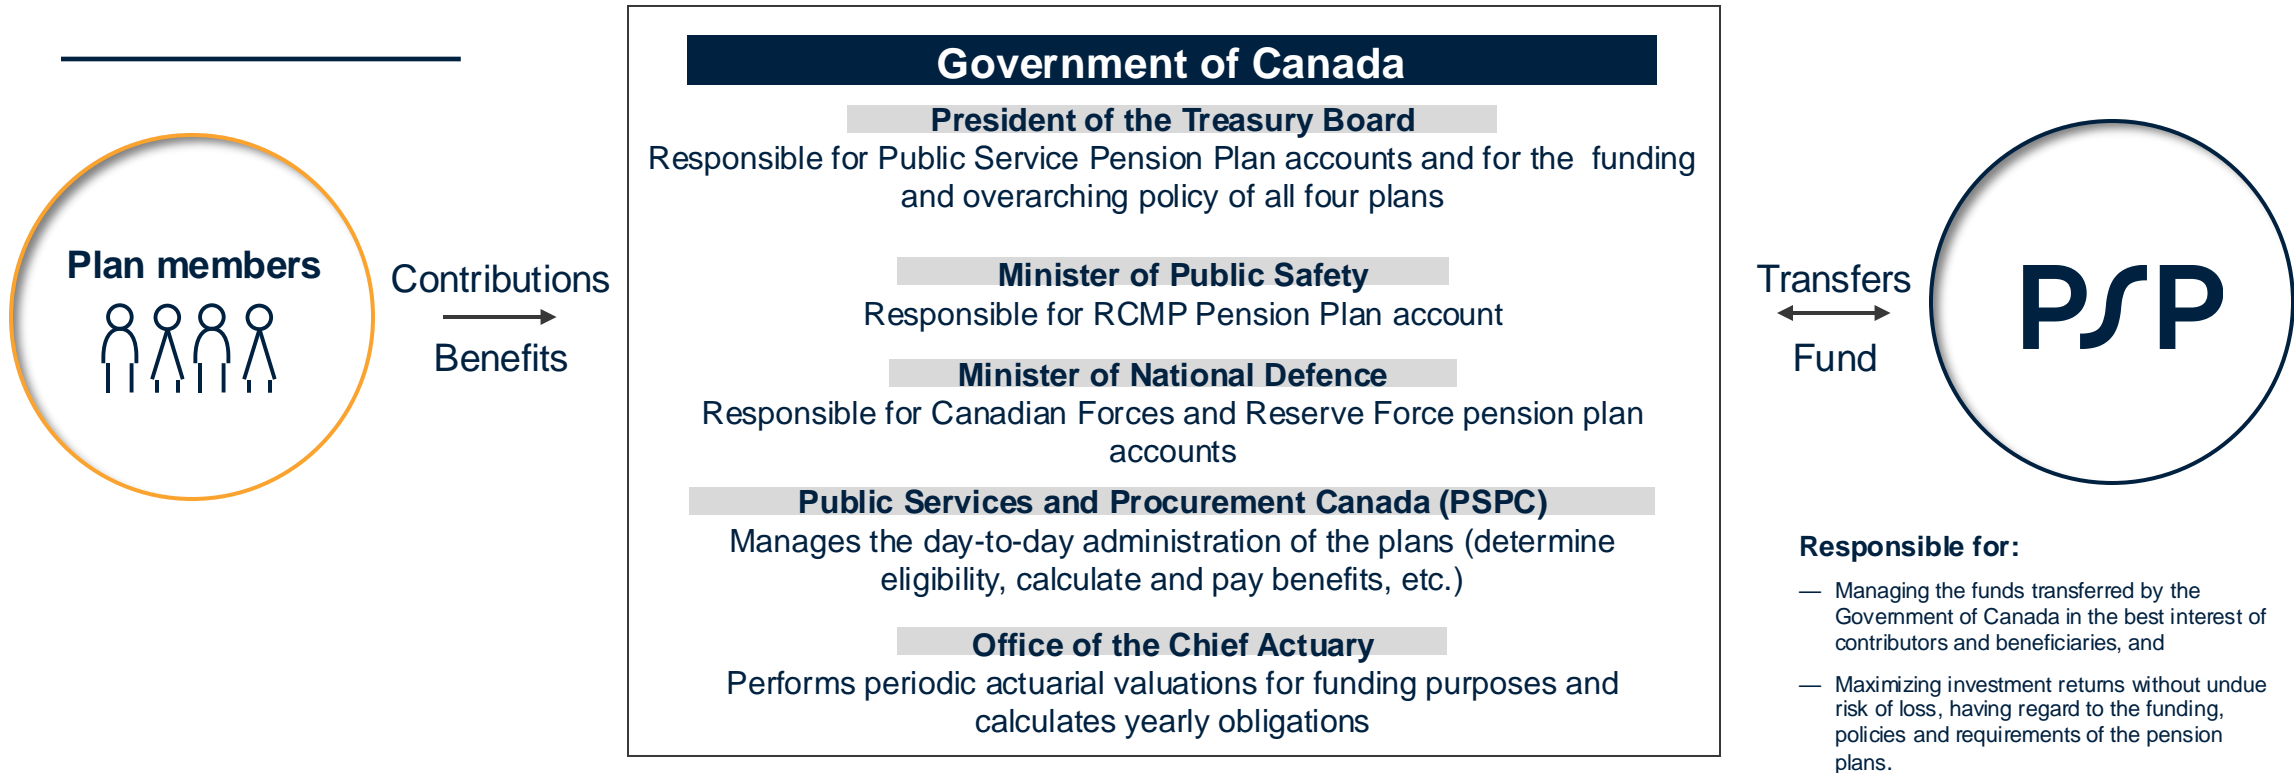 Plan members
Contributions
Benefits
Government of Canada
President of the Treasury Board
Responsible for Public Service Pension Plan accounts and for the funding
and overarching policy of all four plans
Minister of Public Safety
Responsible for RCMP Pension Plan account
Minister of National Defence
Responsible for Canadian Forces and Reserve Force pension plan
accounts
Public Services and Procurement Canada (PSPC)
Manages the day-to-day administration of the plans (determine
eligibility, calculate and pay benefits, etc.)
Office of the Chief Actuary
Performs periodic actuarial valuations for funding purposes and
calculates yearly obligations
Transfers
Fund
PSP
Responsible for:
— Managing the funds transferred by the
Government of Canada in the best interest of
contributors and beneficiaries, and
— Maximizing investment returns without undue
risk of loss, having regard to the funding,
policies and requirements of the pension
plans.